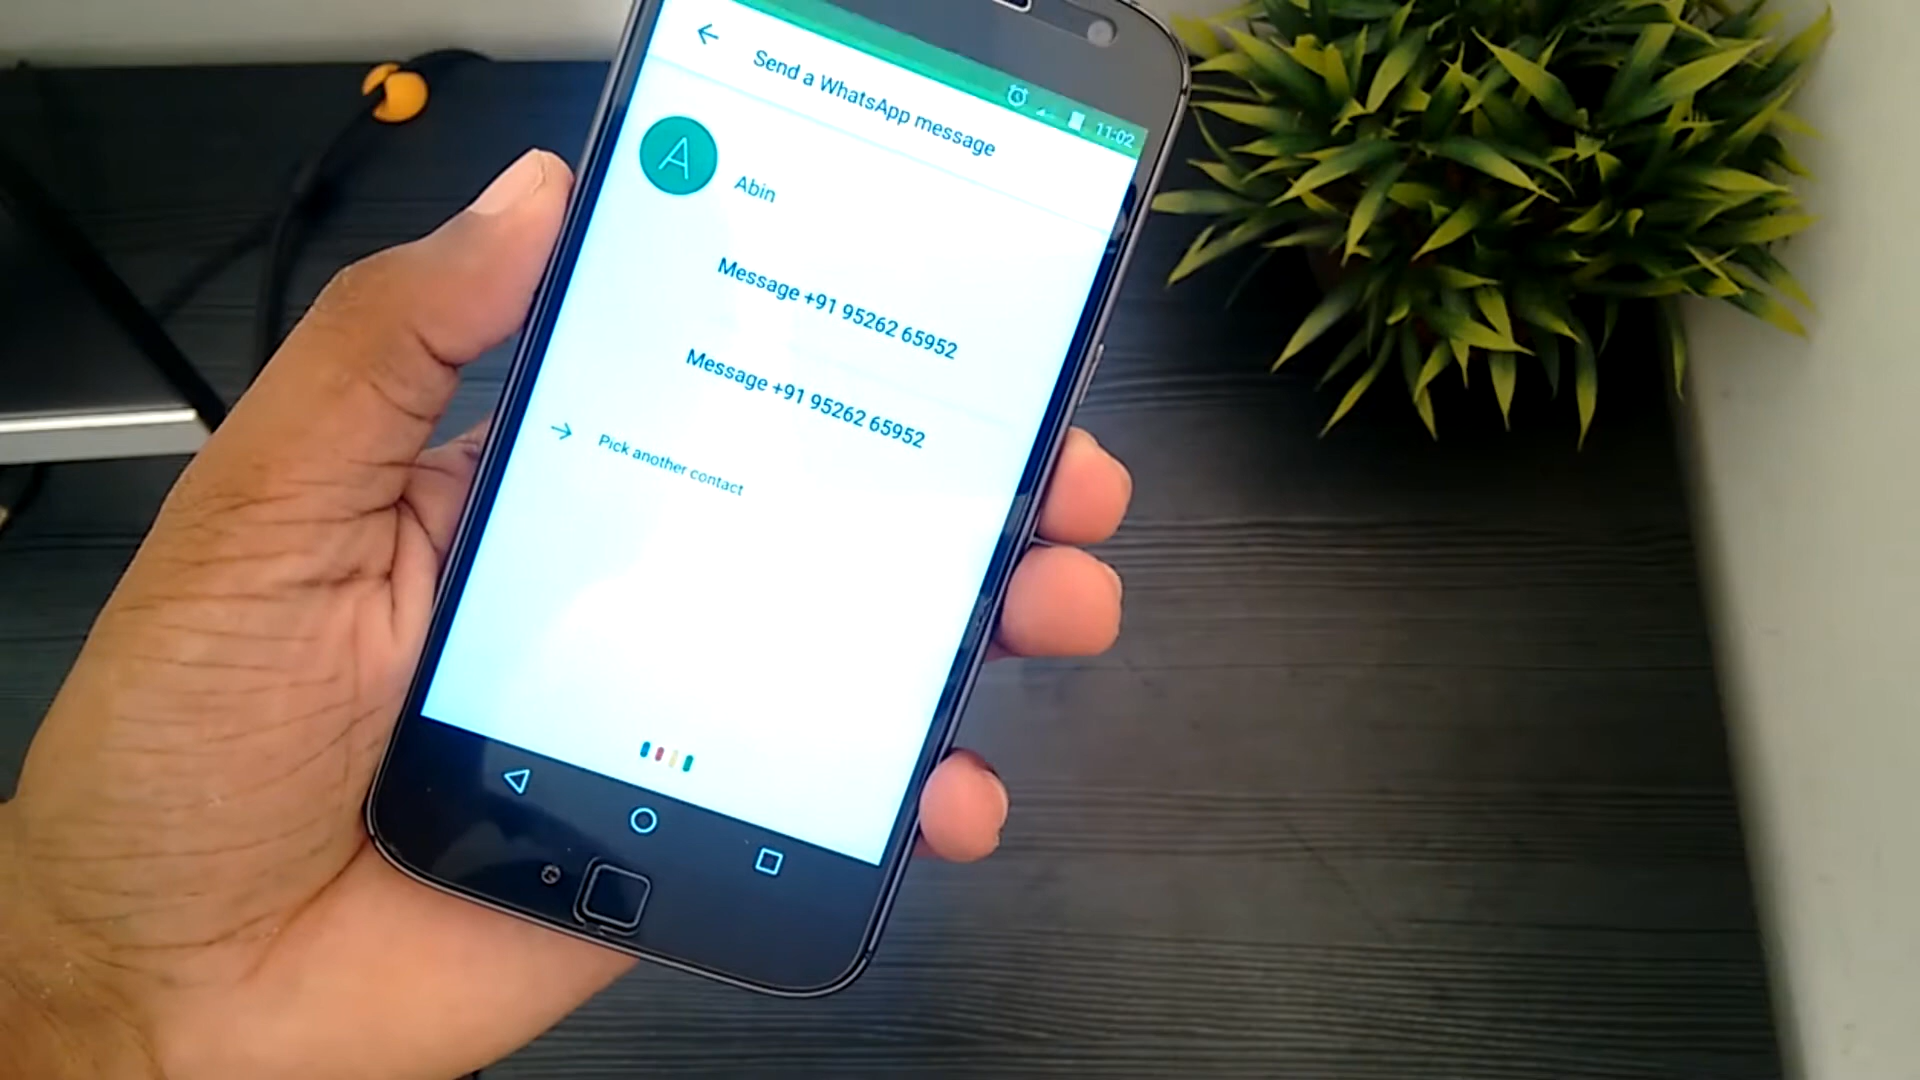 11:02
Send a WhatsApp message
A
Abin
Message +91 95262 65952
Message +91 95262 65952
Pick another contact